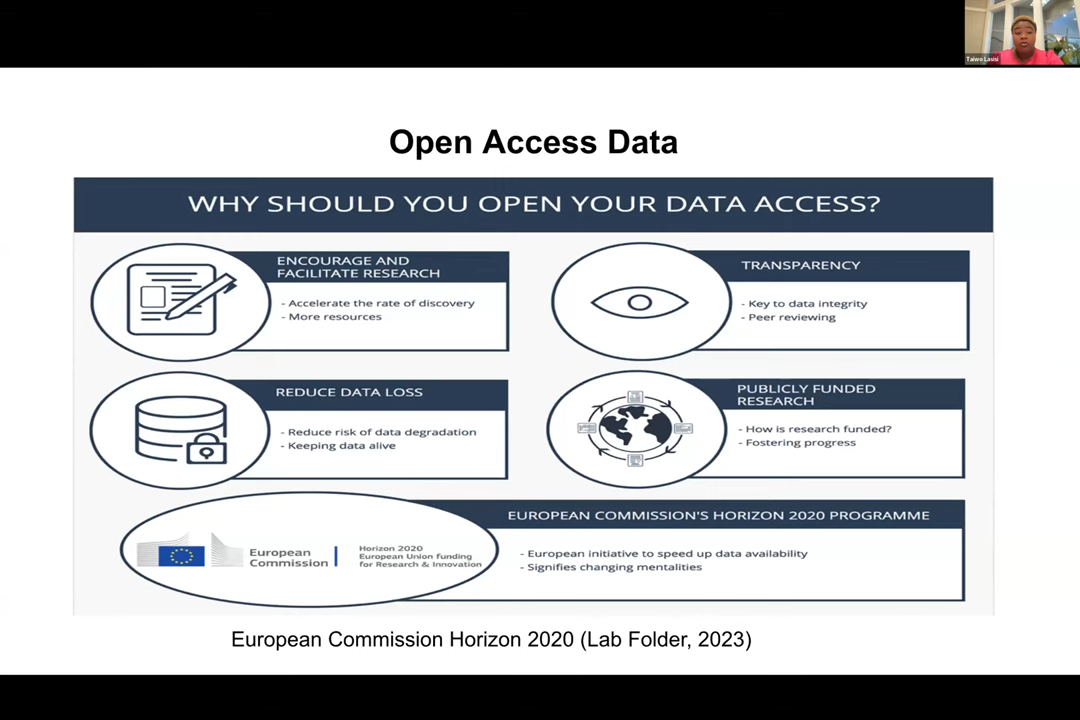 Taiwo Lasisi
Open Access Data
WHY SHOULD YOU OPEN YOUR DATA ACCESS?
ENCOURAGE AND
FACILITATE RESEARCH
- Accelerate the rate of discovery
- More resources
TRANSPARENCY
- Key to data integrity
- Peer reviewing
REDUCE DATA LOSS
- Reduce risk of data degradation
- Keeping data alive
PUBLICLY FUNDED
RESEARCH
- How is research funded?
- Fostering progress
EUROPEAN COMMISSION'S HORIZON 2020 PROGRAMME
European
Commission
Horizon 2020
European Union funding
for Research & Innovation
- European initiative to speed up data availability
- Signifies changing mentalities
European Commission Horizon 2020 (Lab Folder, 2023)